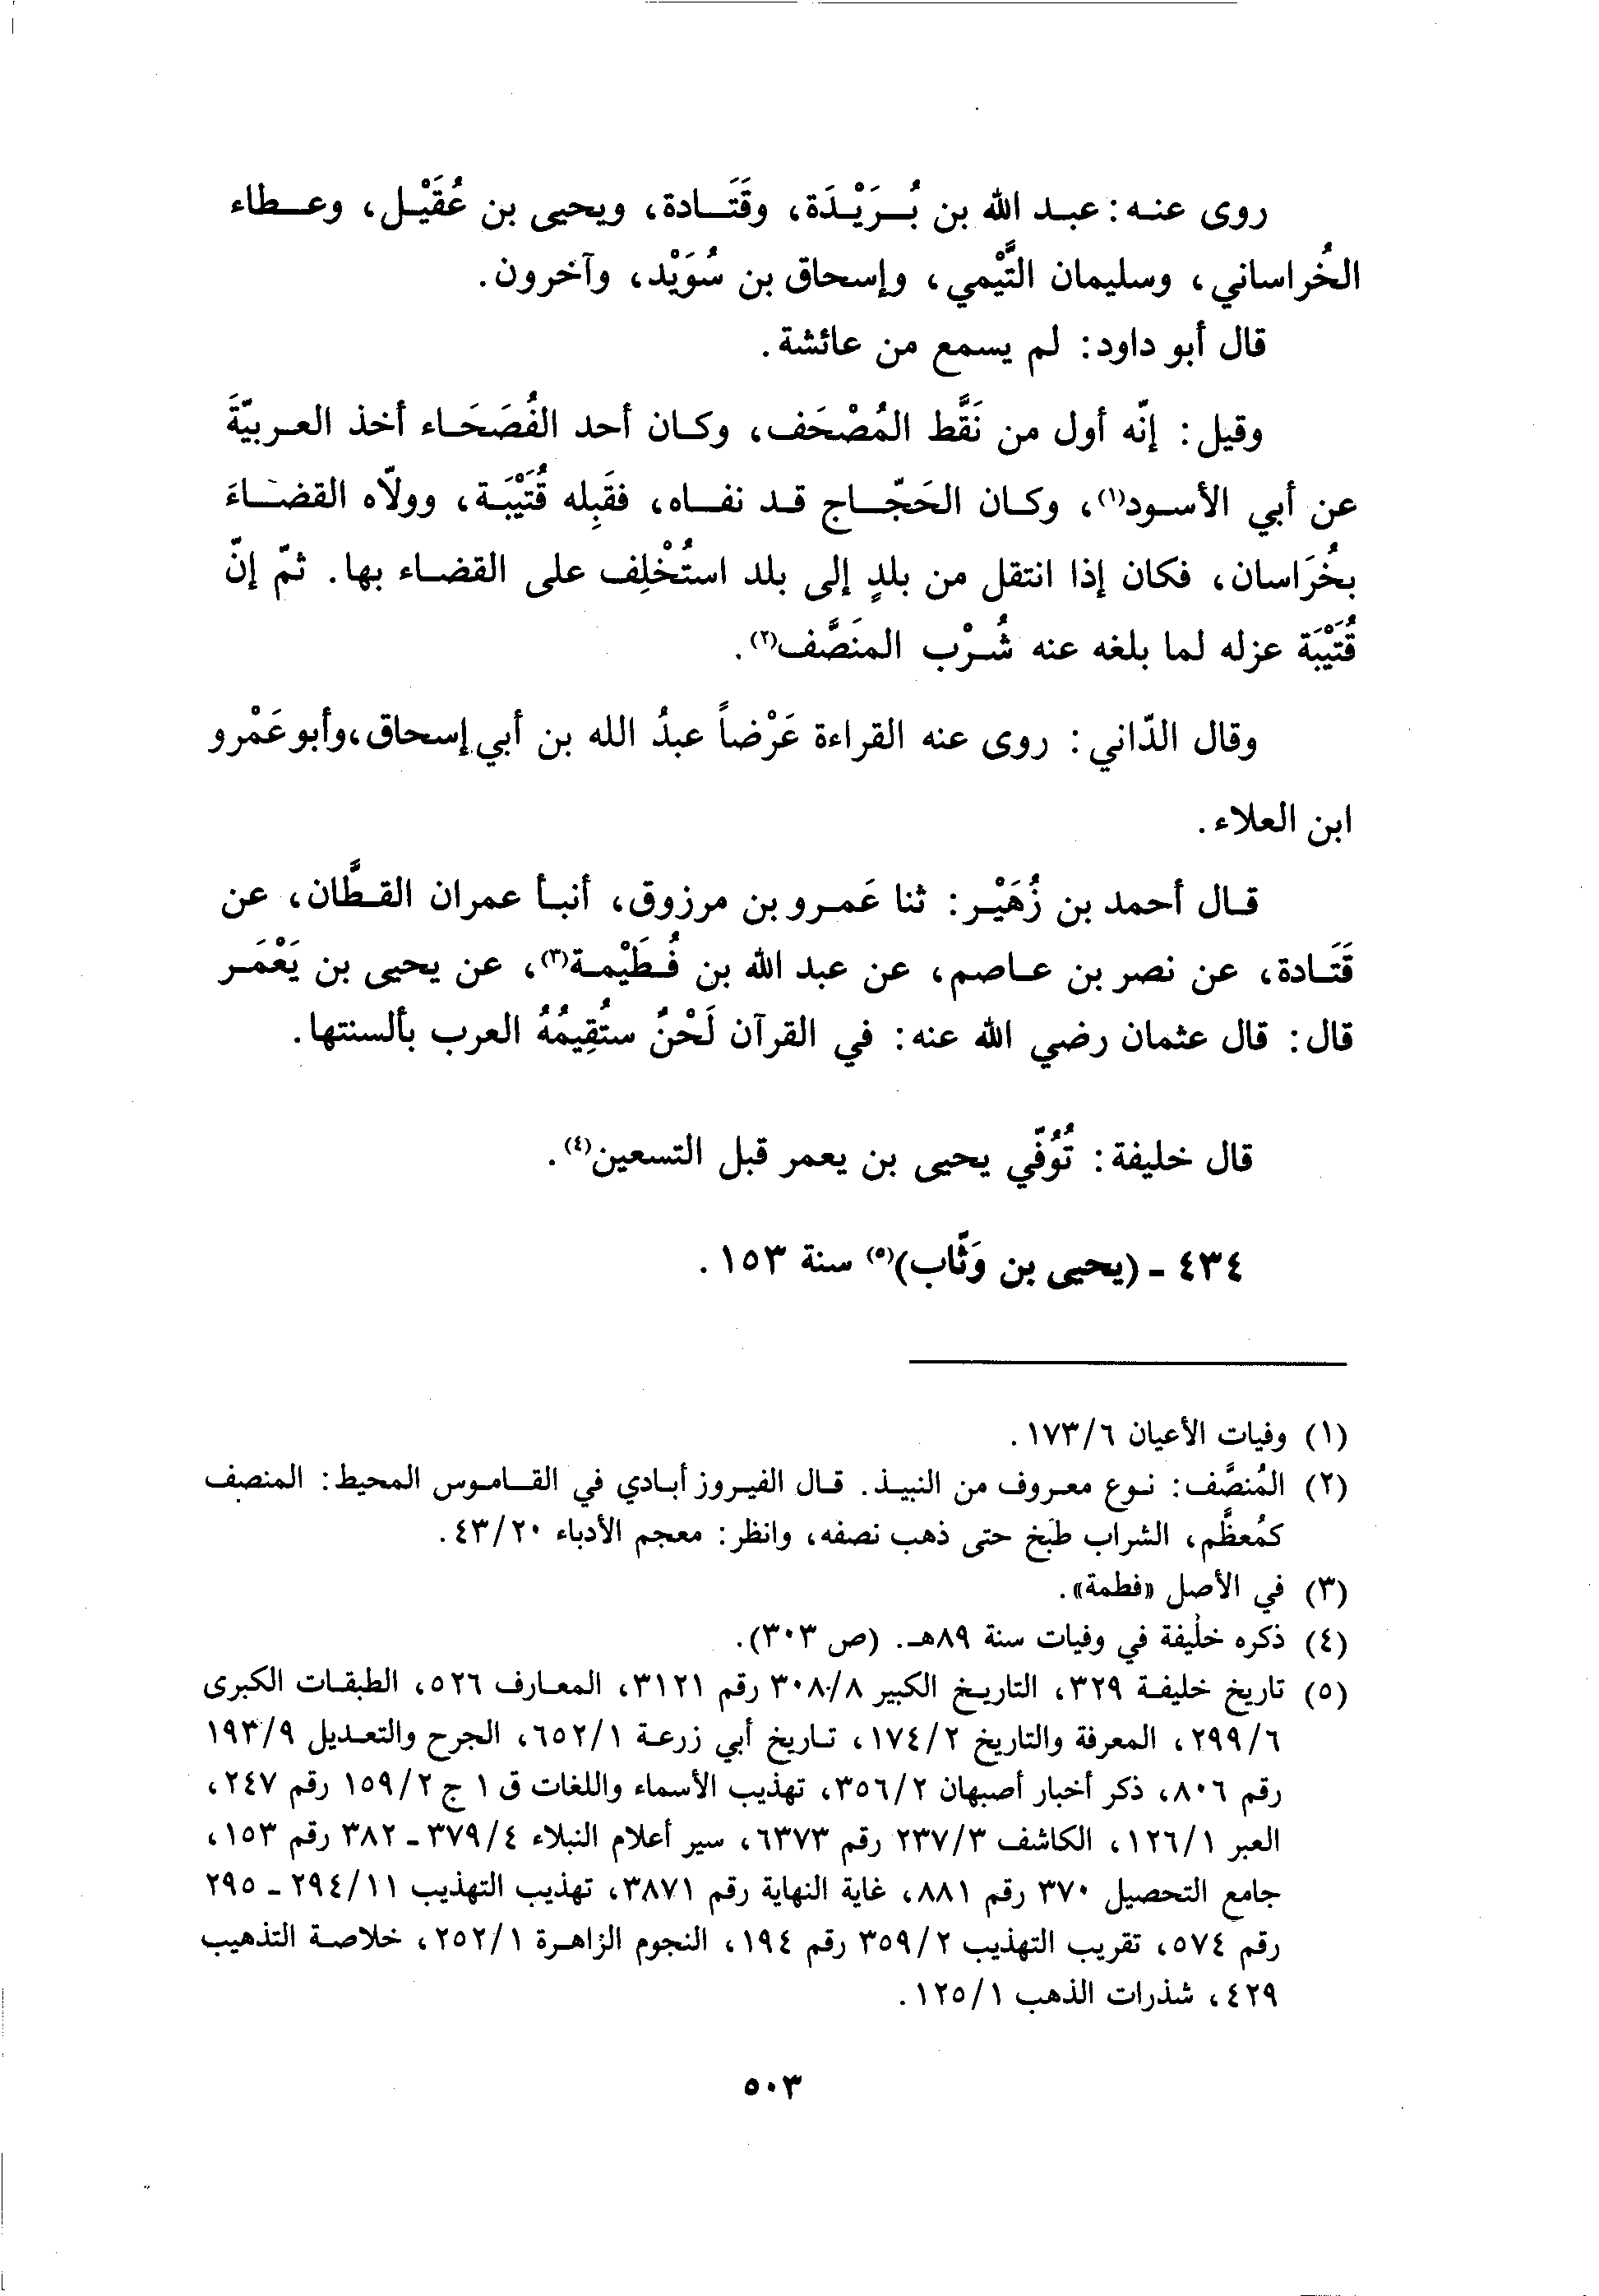 روى عنه: عبد الله بن بُرَيْدَة، وقَتَادة، ويحيى بن عُقَيْل، وعطاء
الخُراساني، وسليمان التَّيْمي، وإسحاق بن سُوَيْد، وآخرون.
قال أبو داود: لم يسمع من عائشة.
وقيل: إنّه أول من نَقَّط المُصْحَف، وكان أحد الفُصَحَاء أخذ العربيّةَ
عن أبي الأسود(١)، وكان الحَجّاج قد نفاه، فقَبِله قُتَيْبَة، وولاّه القضاءَ
بخُرَاسان، فكان إذا انتقل من بلدٍ إلى بلد استُخْلِف على القضاء بها. ثمّ إنّ
قُتَيْبَة عزله لما بلغه عنه شُرْب المنَصَّف(٢).
وقال الدّاني: روى عنه القراءة عَرْضاً عبدُ الله بن أبي إسحاق، وأبو عَمْرو
ابن العلاء.
قال أحمد بن زُهَيْر: ثنا عَمرو بن مرزوق، أنبأ عمران القطَّان، عن
قَتَادة، عن نصر بن عاصم، عن عبد الله بن فُطَيْمة(٣)، عن يحيى بن يَعْمَر
قال: قال عثمان رضي الله عنه: في القرآن لَحْنٌ ستُقِيمُهُ العرب بألسنتها.
قال خليفة: تُوُفّي يحيى بن يعمر قبل التسعين(٤).
٤٣٤ - (يحيى بن وَثّاب)(٥) سنة ١٥٣.
(١) وفيات الأعيان ٦/١٧٣.
(٢) المُنصَّف: نوع معروف من النبيذ. قال الفيروز أبادي في القاموس المحيط: المنصف
كمُعظَّم، الشراب طبخ حتى ذهب نصفه، وانظر: معجم الأدباء ٢٠/٤٣.
(٣) في الأصل «فطمة».
(٤) ذكره خليفة في وفيات سنة ٨٩هـ. (ص ٣٠٣).
(٥) تاريخ خليفة ٣٢٩، التاريخ الكبير ٨/٣٠٨ رقم ٣١٢١، المعارف ٥٢٦، الطبقات الكبرى
٦/٢٩٩، المعرفة والتاريخ ٢/١٧٤، تاريخ أبي زرعة ١/٦٥٢، الجرح والتعديل ٩/١٩٣
رقم ٨٠٦، ذكر أخبار أصبهان ٢/٣٥٦، تهذيب الأسماء واللغات ق ١ ج ٢/١٥٩ رقم ٢٤٧،
العبر ١/١٢٦، الكاشف ٣/٢٣٧ رقم ٦٣٧٣، سير أعلام النبلاء ٤/٣٧٩ - ٣٨٢ رقم ١٥٣،
جامع التحصيل ٣٧٠ رقم ٨٨١، غاية النهاية رقم ٣٨٧١، تهذيب التهذيب ١١/٢٩٤ - ٢٩٥
رقم ٥٧٤، تقريب التهذيب ٢/٣٥٩ رقم ١٩٤، النجوم الزاهرة ١/٢٥٢، خلاصة التذهيب
٤٢٩، شذرات الذهب ١/١٢٥.
٥٠٣